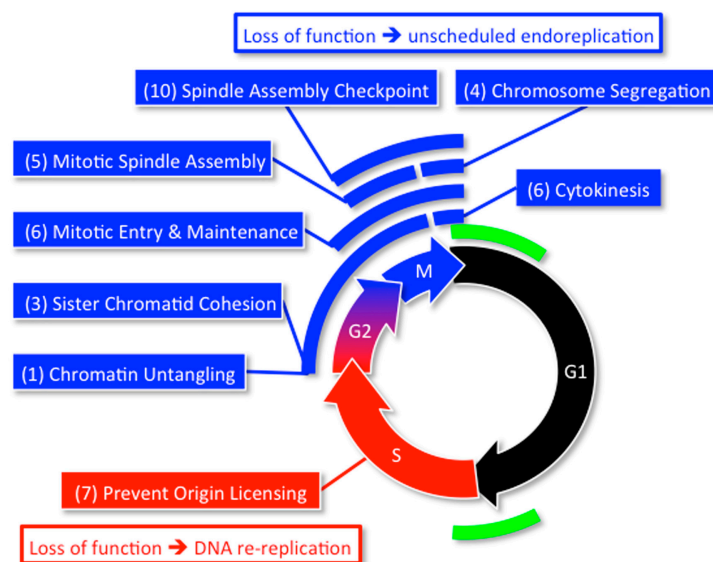 Loss of function ➔ unscheduled endoreplication
(10) Spindle Assembly Checkpoint
(4) Chromosome Segregation
(5) Mitotic Spindle Assembly
(6) Cytokinesis
(6) Mitotic Entry & Maintenance
M
(3) Sister Chromatid Cohesion
G2
(1) Chromatin Untangling
G1
S
(7) Prevent Origin Licensing
Loss of function ➔ DNA re-replication